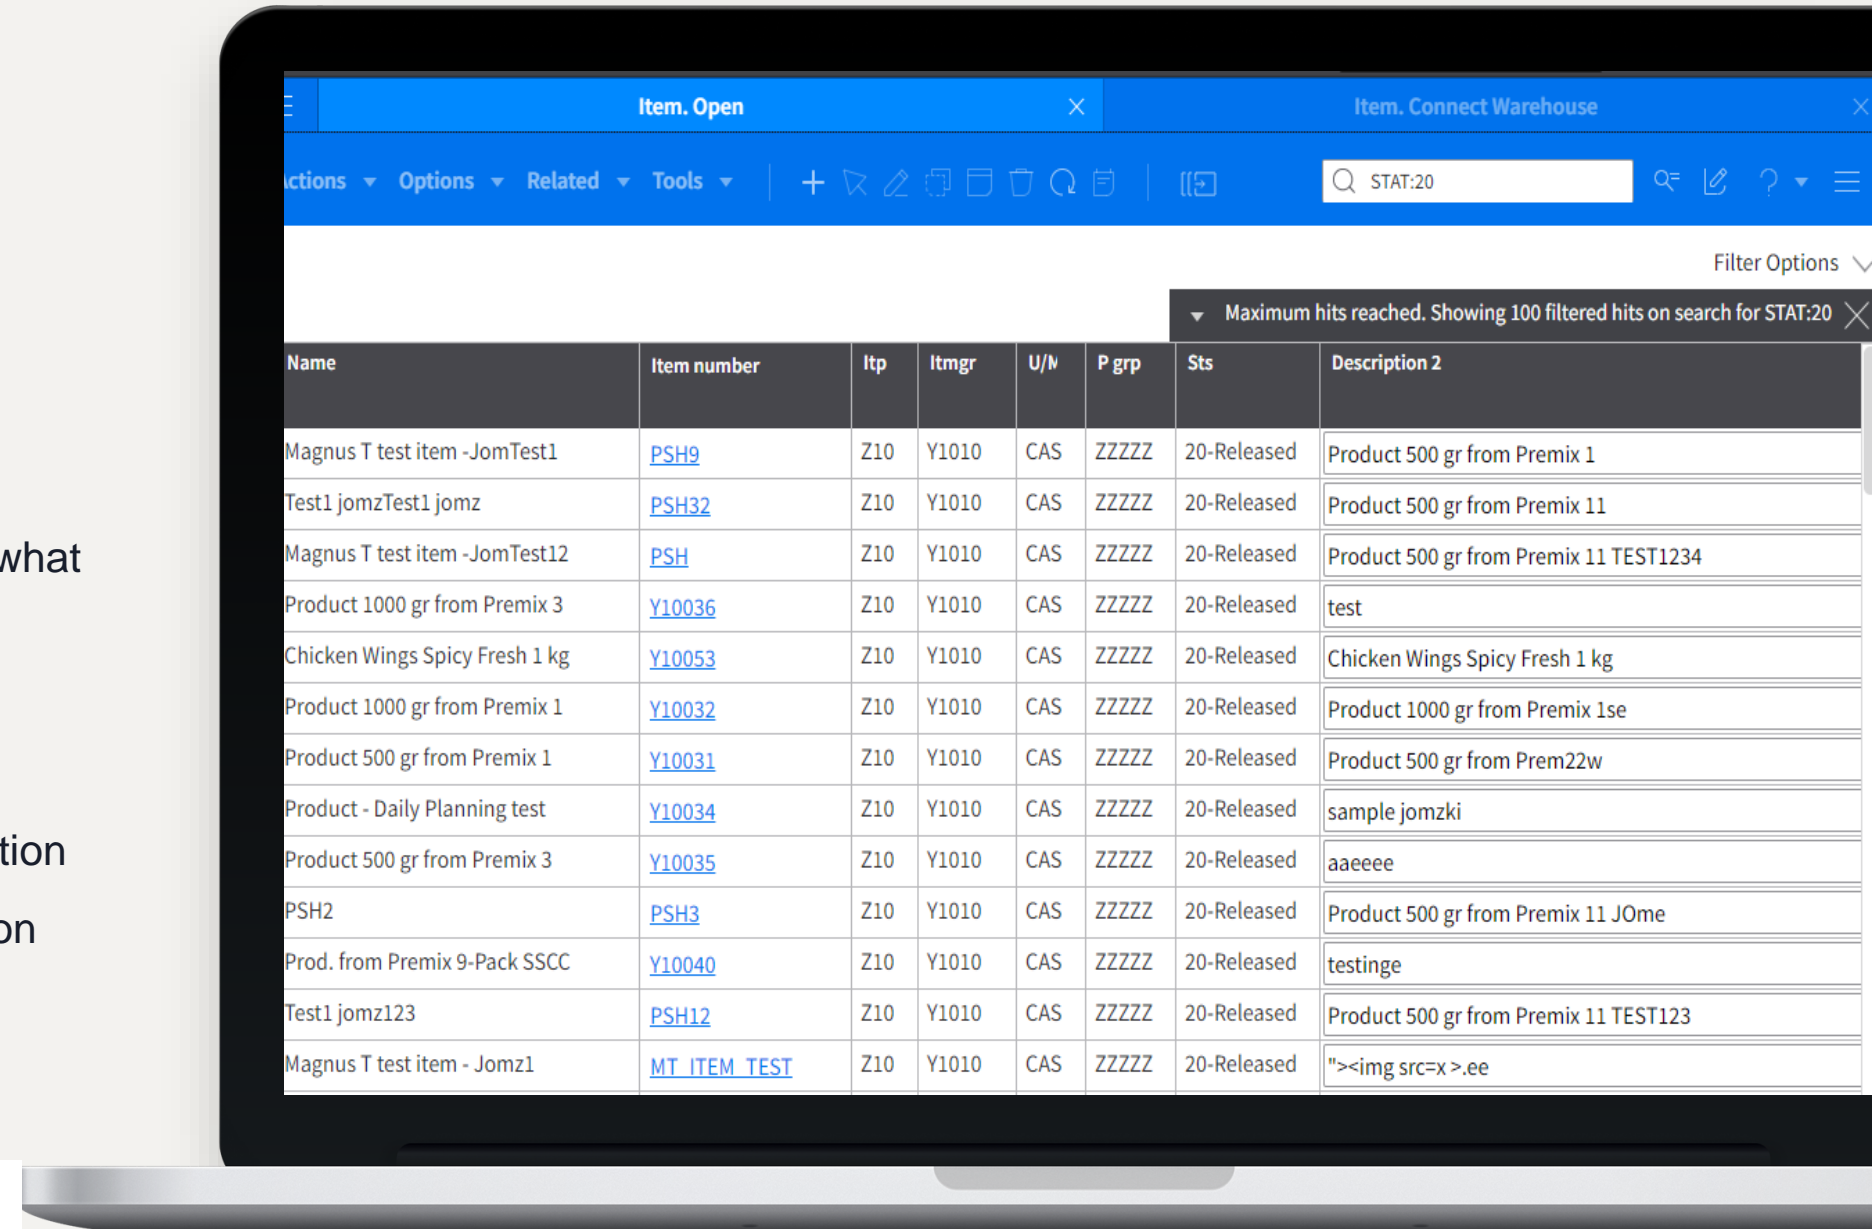 what
tion
on
Item. Open
Item. Connect Warehouse
ctions Options Related Tools STAT:20
Filter Options
Maximum hits reached. Showing 100 filtered hits on search for STAT:20
Name Item number Itp Itmgr U/M P grp Sts Description 2
Magnus T test item -JomTest1 PSH9 Z10 Y1010 CAS ZZZZZ 20-Released Product 500 gr from Premix 1
Test1 jomzTest1 jomz PSH32 Z10 Y1010 CAS ZZZZZ 20-Released Product 500 gr from Premix 11
Magnus T test item -JomTest12 PSH Z10 Y1010 CAS ZZZZZ 20-Released Product 500 gr from Premix 11 TEST1234
Product 1000 gr from Premix 3 Y10036 Z10 Y1010 CAS ZZZZZ 20-Released test
Chicken Wings Spicy Fresh 1 kg Y10053 Z10 Y1010 CAS ZZZZZ 20-Released Chicken Wings Spicy Fresh 1 kg
Product 1000 gr from Premix 1 Y10032 Z10 Y1010 CAS ZZZZZ 20-Released Product 1000 gr from Premix 1se
Product 500 gr from Premix 1 Y10031 Z10 Y1010 CAS ZZZZZ 20-Released Product 500 gr from Prem22w
Product - Daily Planning test Y10034 Z10 Y1010 CAS ZZZZZ 20-Released sample jomzki
Product 500 gr from Premix 3 Y10035 Z10 Y1010 CAS ZZZZZ 20-Released aaeeee
PSH2 PSH3 Z10 Y1010 CAS ZZZZZ 20-Released Product 500 gr from Premix 11 JOme
Prod. from Premix 9-Pack SSCC Y10040 Z10 Y1010 CAS ZZZZZ 20-Released testinge
Test1 jomz123 PSH12 Z10 Y1010 CAS ZZZZZ 20-Released Product 500 gr from Premix 11 TEST123
Magnus T test item - Jomz1 MT_ITEM_TEST Z10 Y1010 CAS ZZZZZ 20-Released "><img src=x >.ee